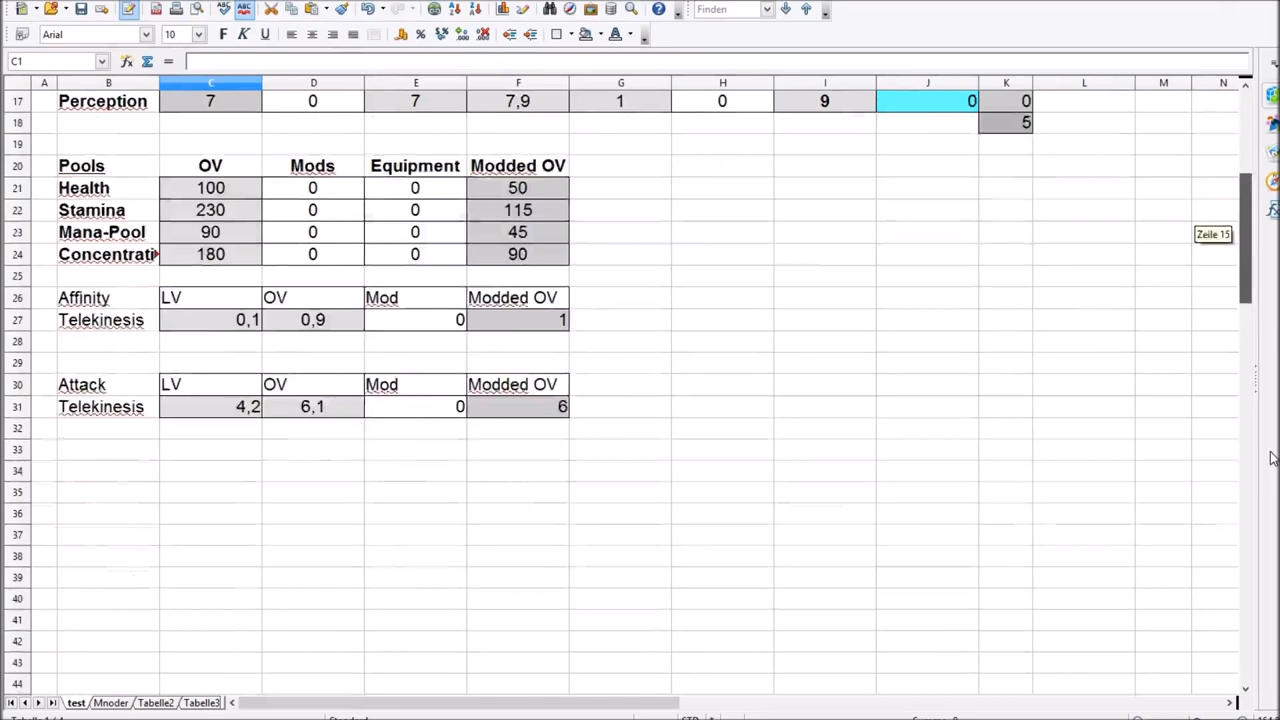 Finden
Arial 10 F K U
C1
A B C D E F G H I J K L M N
17 Perception 7 0 7 7,9 1 0 9 0 0
18 5
19
20 Pools OV Mods Equipment Modded OV
21 Health 100 0 0 50
22 Stamina 230 0 0 115
23 Mana-Pool 90 0 0 45
Zeile 15
24 Concentrati 180 0 0 90
25
26 Affinity LV OV Mod Modded OV
27 Telekinesis 0,1 0,9 0 1
28
29
30 Attack LV OV Mod Modded OV
31 Telekinesis 4,2 6,1 0 6
32
33
34
35
36
37
38
39
40
41
42
43
44
test Mnoder Tabelle2 Tabelle3